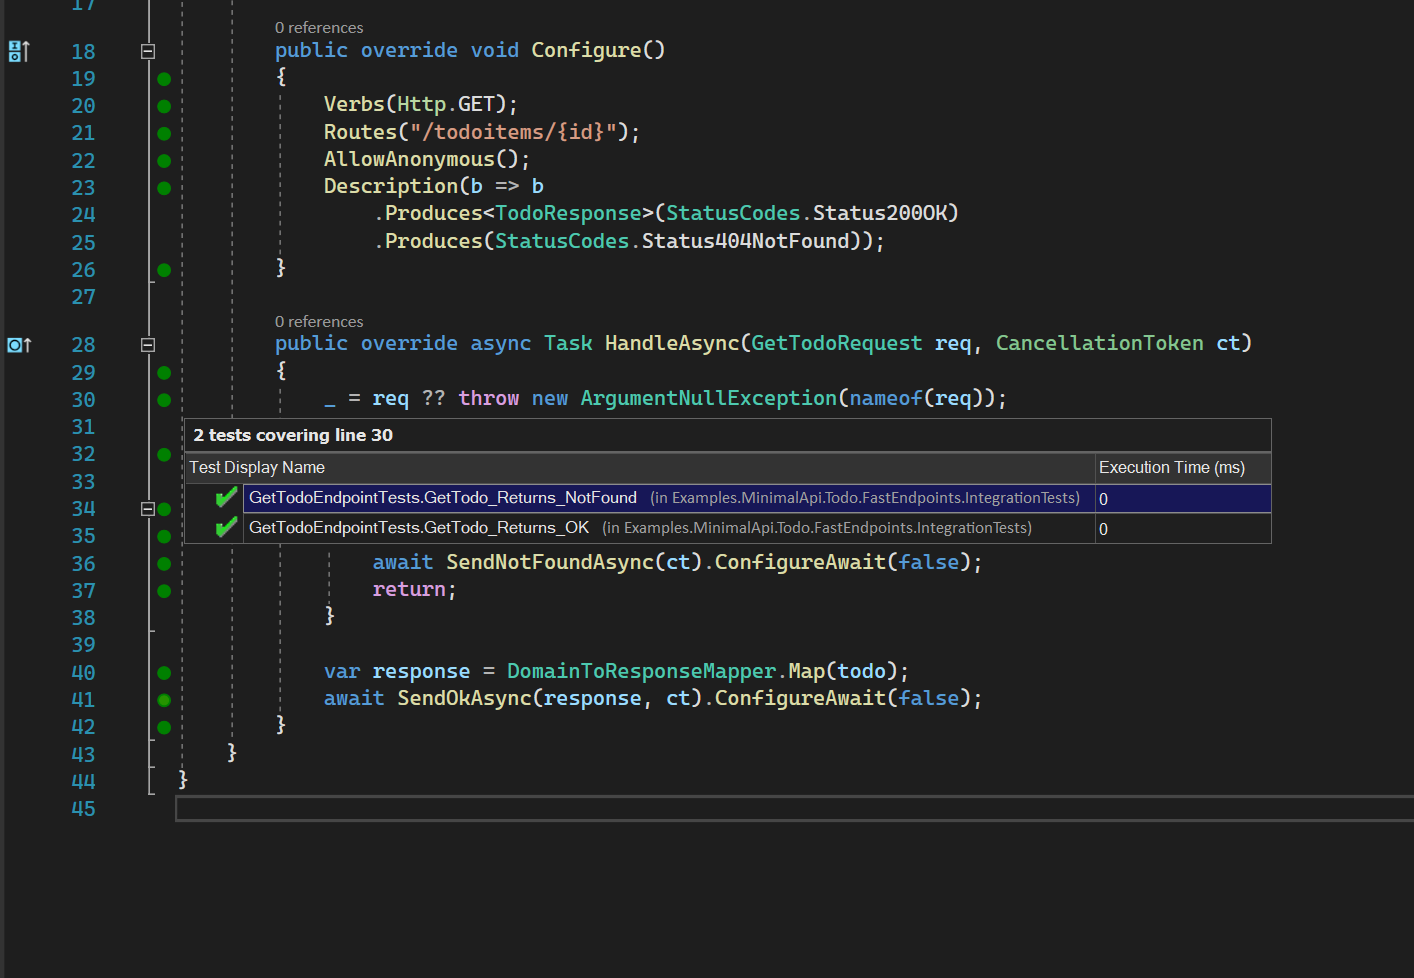 17
0 references
18 public override void Configure()
19 {
20 Verbs(Http.GET);
21 Routes("/todoitems/{id}");
22 AllowAnonymous();
23 Description(b => b
24 .Produces<TodoResponse>(StatusCodes.Status200OK)
25 .Produces(StatusCodes.Status404NotFound));
26 }
27
0 references
28 public override async Task HandleAsync(GetTodoRequest req, CancellationToken ct)
29 {
30 _ = req ?? throw new ArgumentNullException(nameof(req));
31
2 tests covering line 30
32
Test Display Name Execution Time (ms)
33
34 GetTodoEndpointTests.GetTodo_Returns_NotFound (in Examples.MinimalApi.Todo.FastEndpoints.IntegrationTests) 0
35 GetTodoEndpointTests.GetTodo_Returns_OK (in Examples.MinimalApi.Todo.FastEndpoints.IntegrationTests) 0
36 await SendNotFoundAsync(ct).ConfigureAwait(false);
37 return;
38 }
39
40 var response = DomainToResponseMapper.Map(todo);
41 await SendOkAsync(response, ct).ConfigureAwait(false);
42 }
43 }
44 }
45